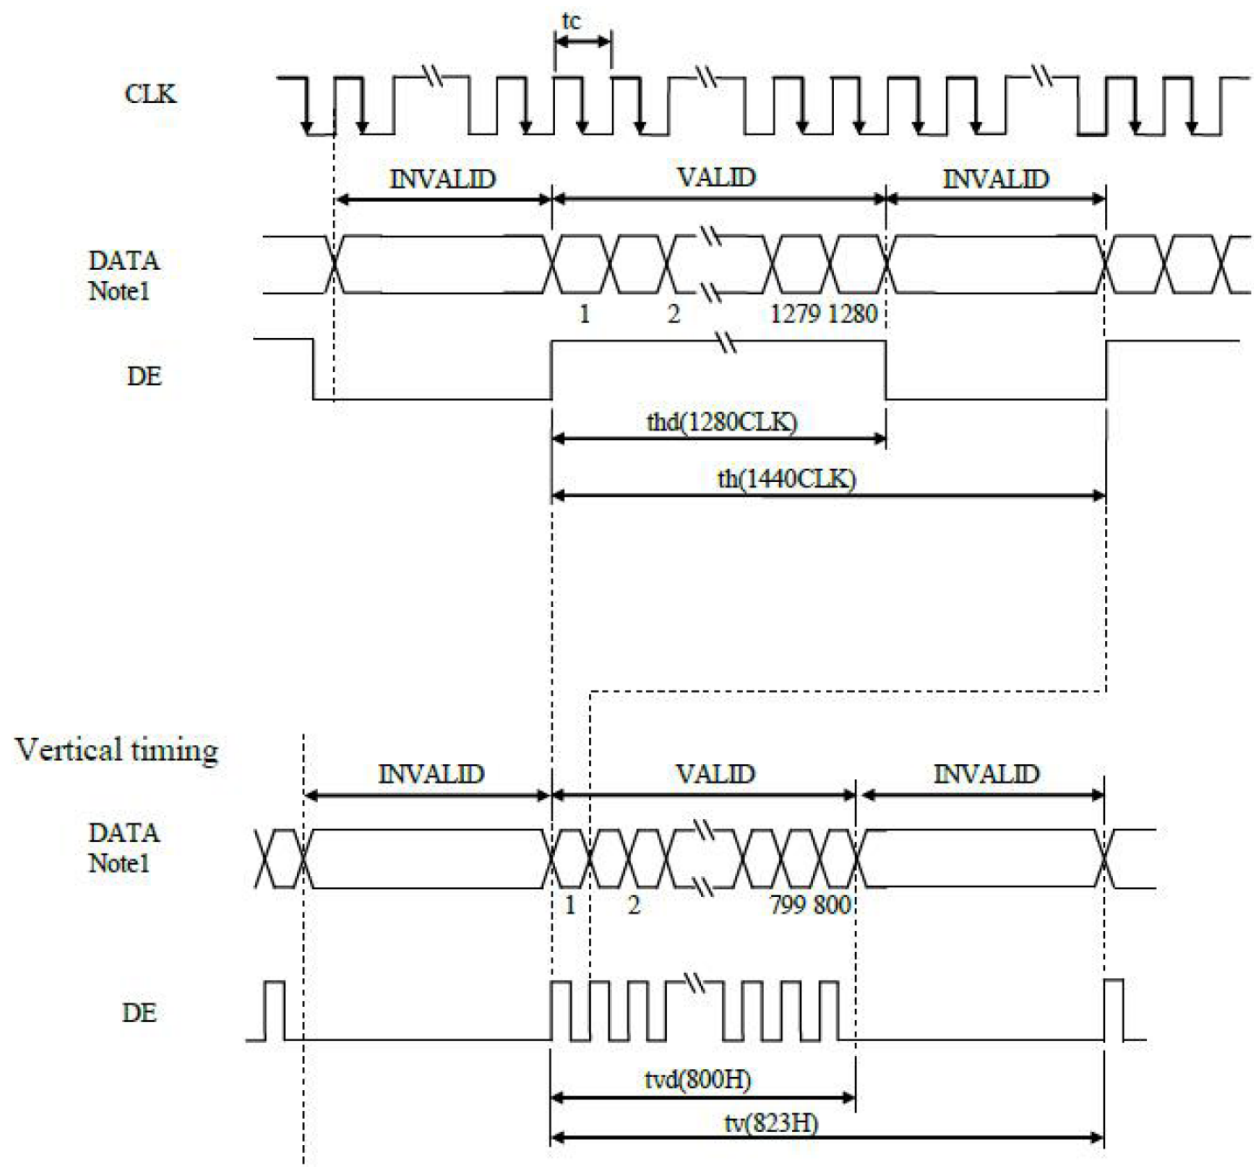 tc
CLK
INVALID VALID INVALID
DATA
Note1
1 2 1279 1280
DE
thd(1280CLK)
th(1440CLK)
Vertical timing
INVALID VALID INVALID
DATA
Note1
1 2 799 800
DE
tvd(800H)
tv(823H)